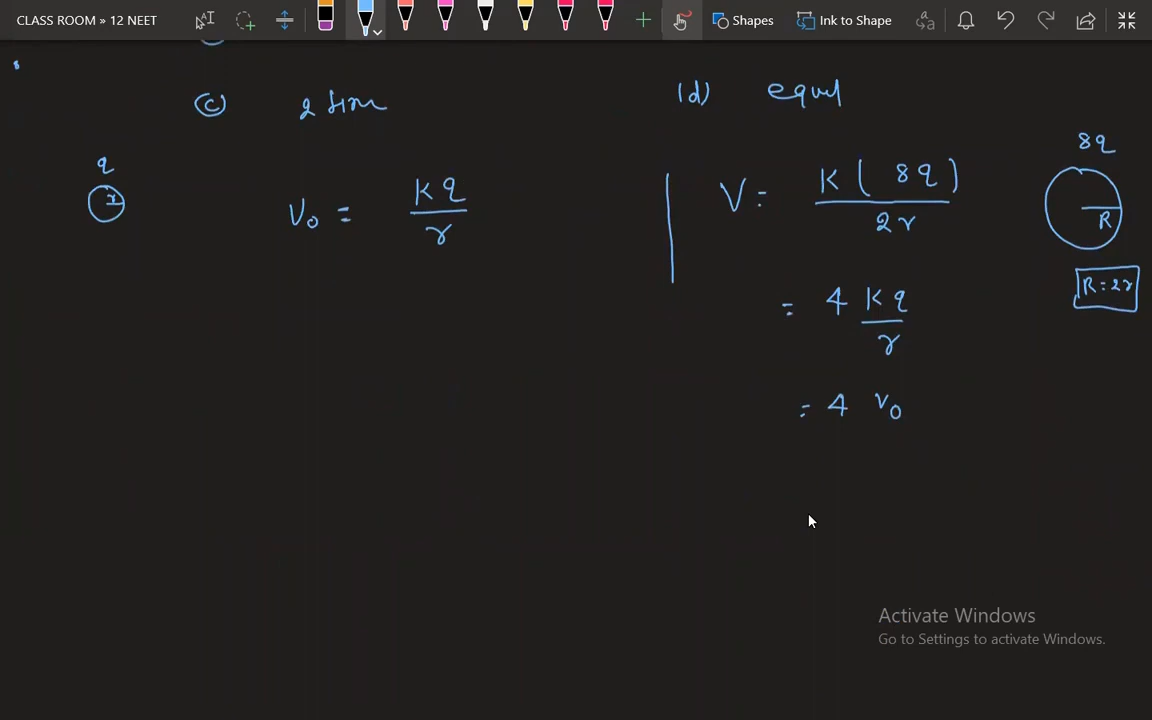 CLASS ROOM » 12 NEET
Shapes
Ink to Shape
(c) 2 times
(d) equal
q
r
V₀ = Kq/r
V = K(8q)/2r
8q
R
R = 2r
= 4 Kq/r
= 4 V₀
Activate Windows
Go to Settings to activate Windows.